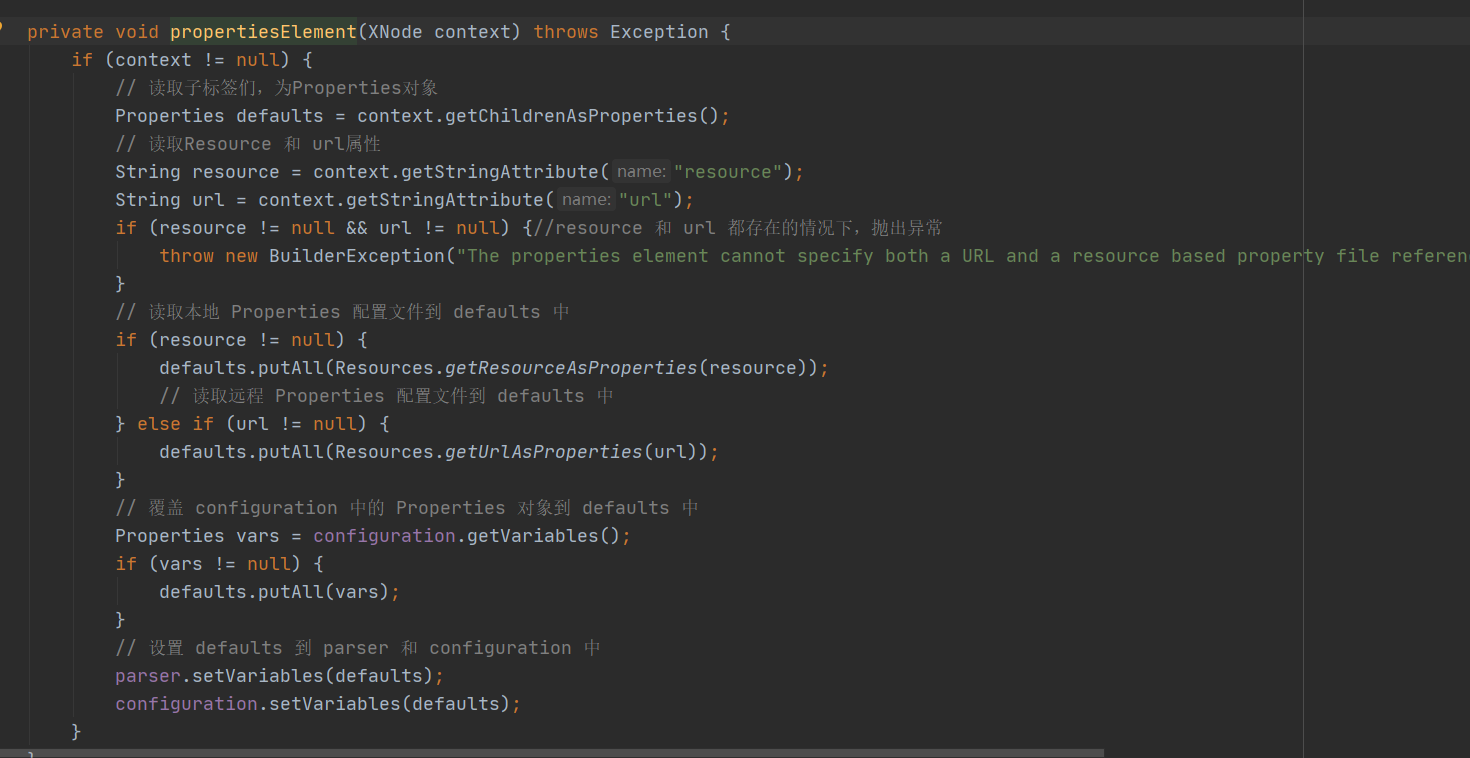 private void propertiesElement(XNode context) throws Exception {
if (context != null) {
// 读取子标签们，为Properties对象
Properties defaults = context.getChildrenAsProperties();
// 读取Resource 和 url属性
String resource = context.getStringAttribute( name: "resource");
String url = context.getStringAttribute( name: "url");
if (resource != null && url != null) {//resource 和 url 都存在的情况下，抛出异常
throw new BuilderException("The properties element cannot specify both a URL and a resource based property file referen
}
// 读取本地 Properties 配置文件到 defaults 中
if (resource != null) {
defaults.putAll(Resources.getResourceAsProperties(resource));
// 读取远程 Properties 配置文件到 defaults 中
} else if (url != null) {
defaults.putAll(Resources.getUrlAsProperties(url));
}
// 覆盖 configuration 中的 Properties 对象到 defaults 中
Properties vars = configuration.getVariables();
if (vars != null) {
defaults.putAll(vars);
}
// 设置 defaults 到 parser 和 configuration 中
parser.setVariables(defaults);
configuration.setVariables(defaults);
}